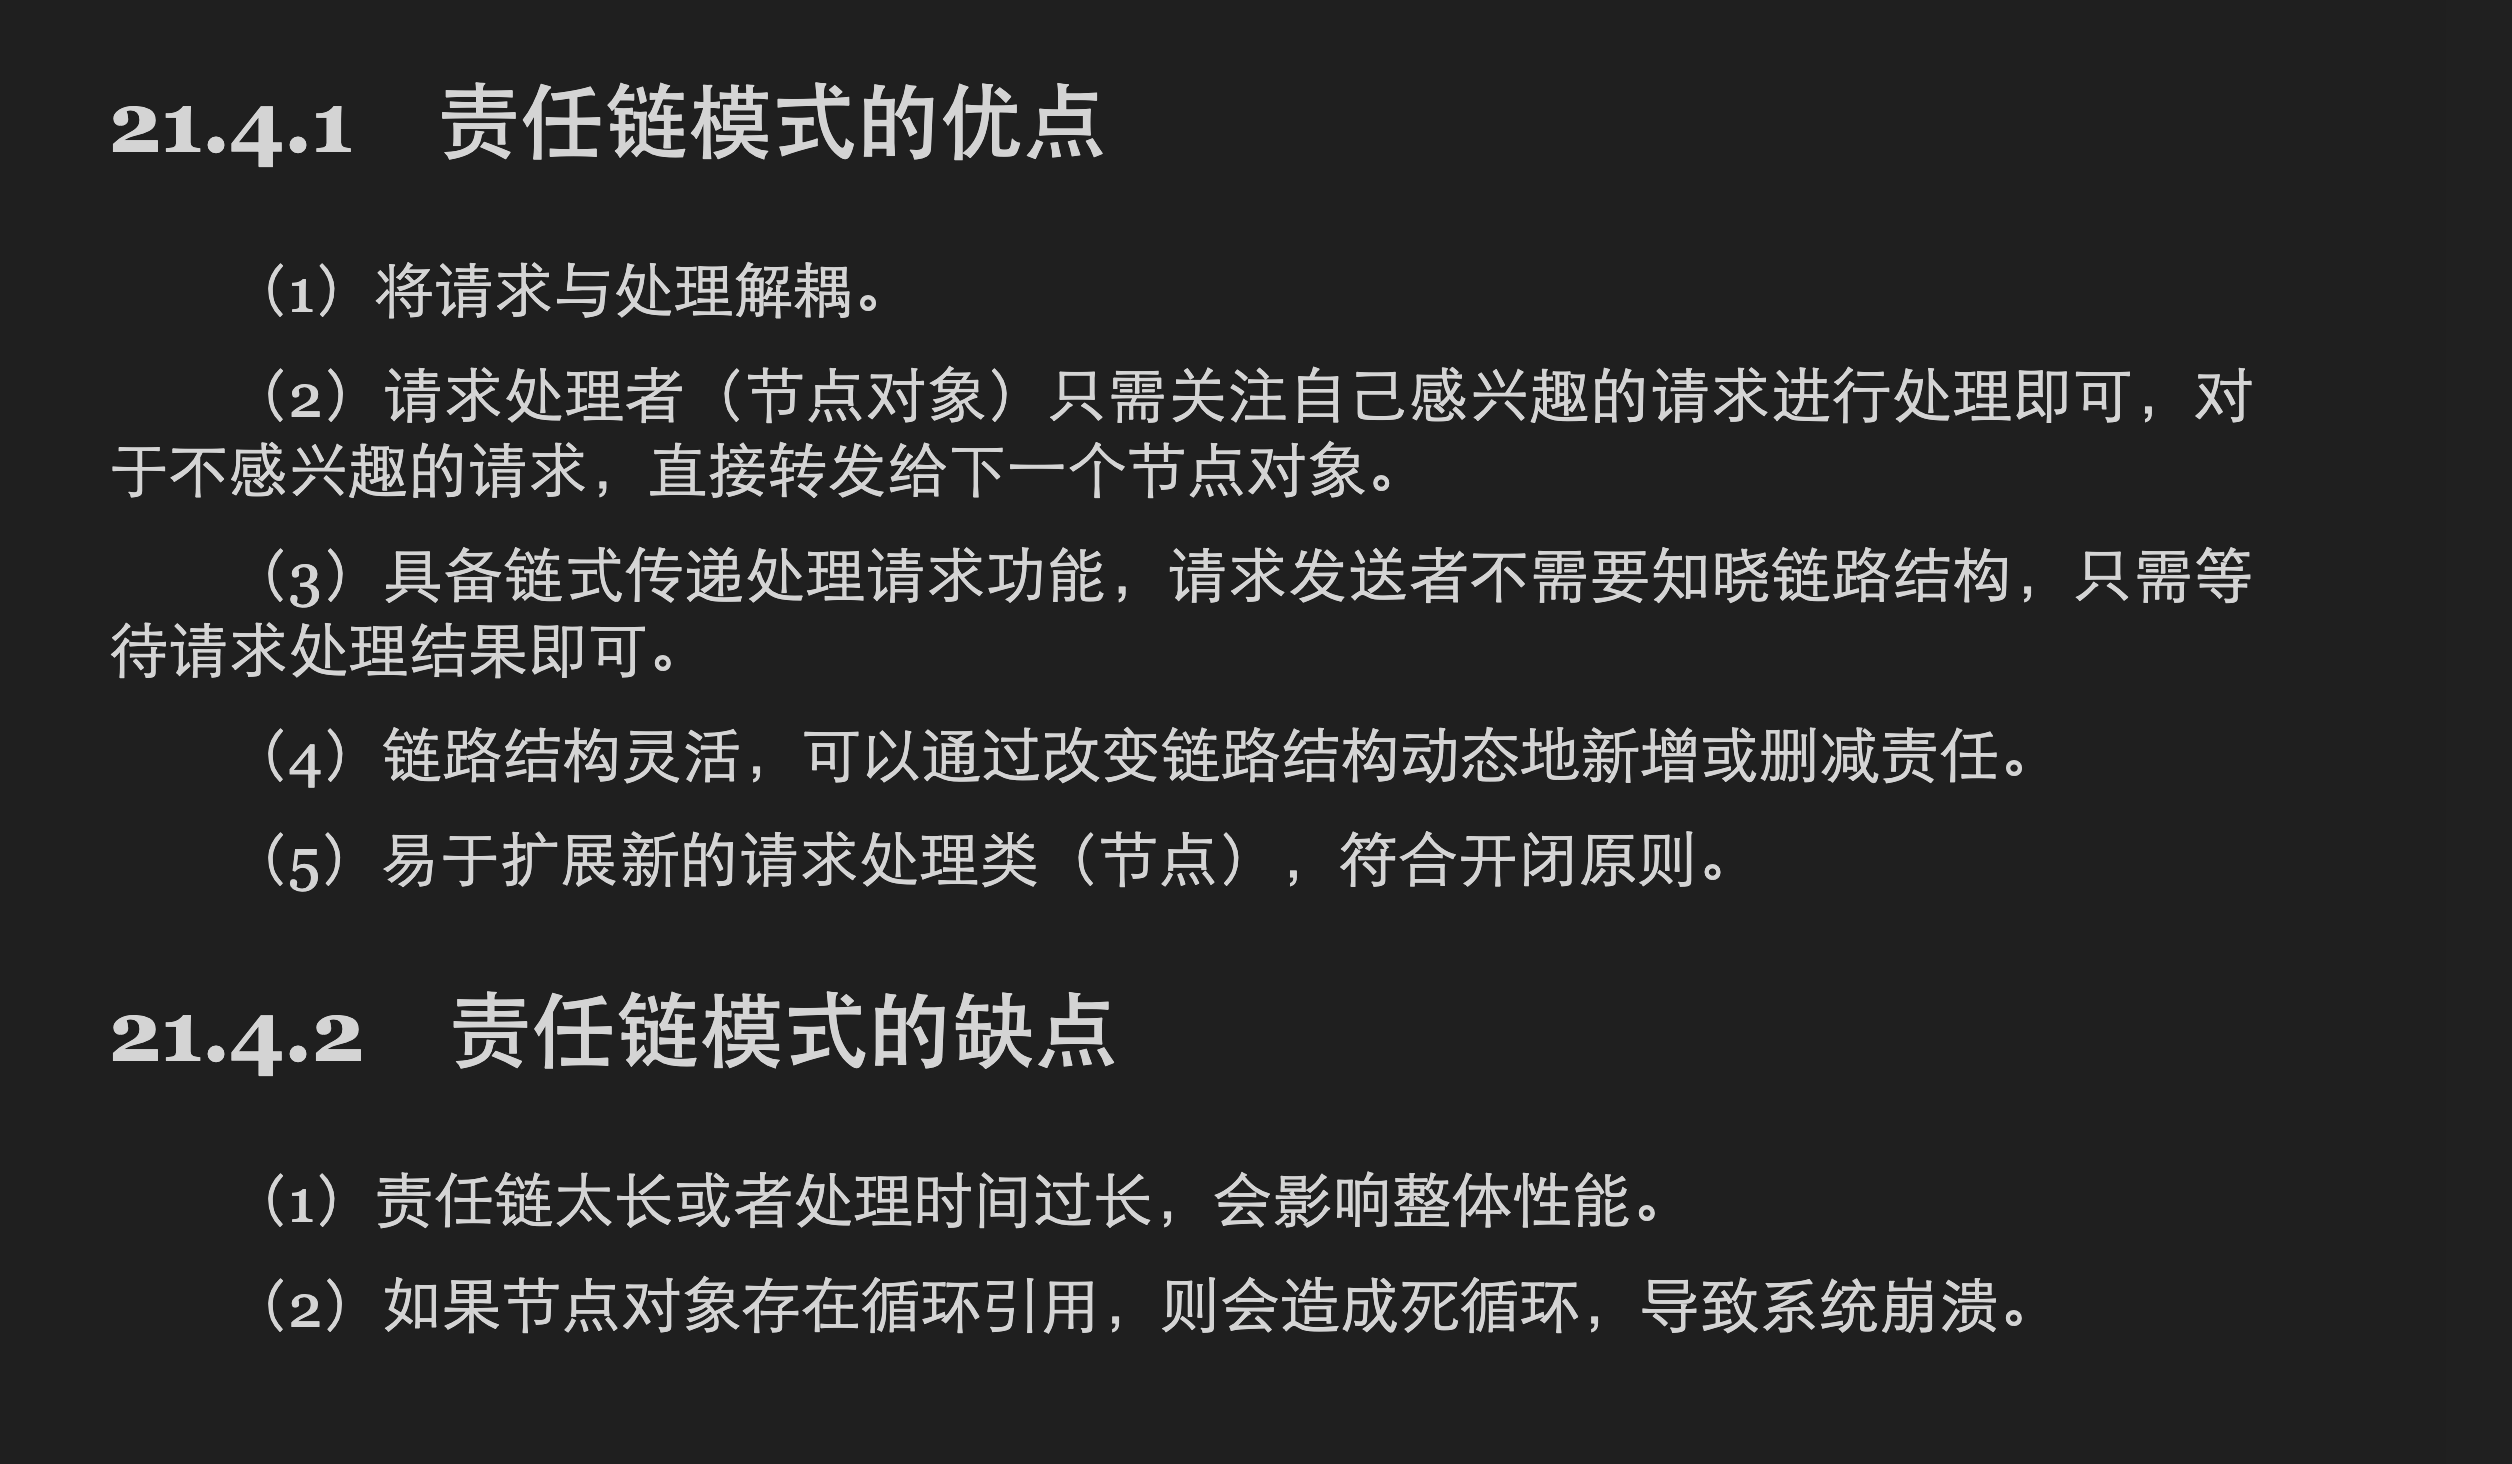 21.4.1 责任链模式的优点
（1）将请求与处理解耦。
（2）请求处理者（节点对象）只需关注自己感兴趣的请求进行处理即可，对
于不感兴趣的请求，直接转发给下一个节点对象。
（3）具备链式传递处理请求功能，请求发送者不需要知晓链路结构，只需等
待请求处理结果即可。
（4）链路结构灵活，可以通过改变链路结构动态地新增或删减责任。
（5）易于扩展新的请求处理类（节点），符合开闭原则。
21.4.2 责任链模式的缺点
（1）责任链太长或者处理时间过长，会影响整体性能。
（2）如果节点对象存在循环引用，则会造成死循环，导致系统崩溃。